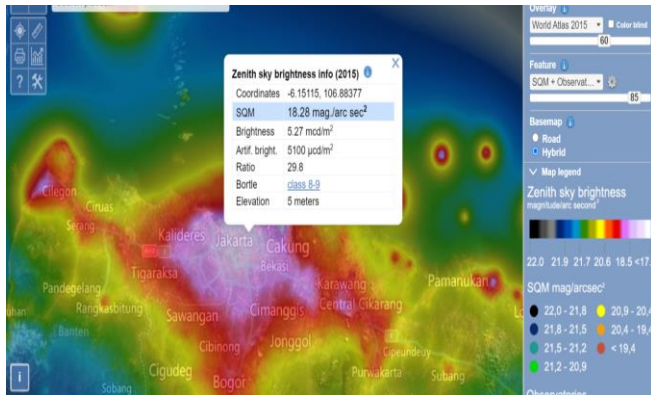 Zenith sky brightness info (2015)
Coordinates -6.15115, 106.88377
SQM 18.28 mag./arc sec²
Brightness 5.27 mcd/m²
Artif. bright. 5100 μcd/m²
Ratio 29.8
Bortle class 8-9
Elevation 5 meters
Cilegon
Ciruas
Serang
Kalideres
Jakarta
Cakung
Bekasi
Tigaraksa
Pandegelang
Rangkasbitung
Sawangan
Cimanggis
Karawang
Central Cikarang
Pamanukan
Banten
Cibinong
Jonggol
Cipeundeuy
Cigudeg
Bogor
Purwakarta
Subang
Sobang
Overlay
World Atlas 2015
Color blind
60
Feature
SQM + Observat...
85
Basemap
Road
Hybrid
Map legend
Zenith sky brightness
magnitude/arc second²
22.0 21.9 21.7 20.6 18.5 <17.
SQM mag/arcsec²
22,0 - 21,8
21,8 - 21,5
21,5 - 21,2
21,2 - 20,9
20,9 - 20,4
20,4 - 19,4
< 19,4
Observatories